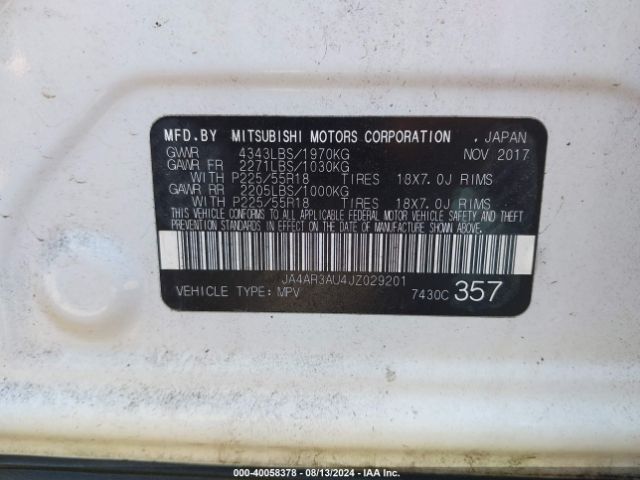 MFD.BY MITSUBISHI MOTORS CORPORATION , JAPAN
GVWR 4343LBS/1970KG NOV 2017
GAWR FR 2271LBS/1030KG
WITH P225/55R18 TIRES 18X7.0J RIMS
GAWR RR 2205LBS/1000KG
WITH P225/55R18 TIRES 18X7.0J RIMS
THIS VEHICLE CONFORMS TO ALL APPLICABLE FEDERAL MOTOR VEHICLE SAFETY AND THEFT
PREVENTION STANDARDS IN EFFECT ON THE DATE OF MANUFACTURE SHOWN ABOVE.
JA4AR3AU4JZ029201
VEHICLE TYPE: MPV 7430C 357
0-40058378 - 08/13/2024 - IAA Inc.